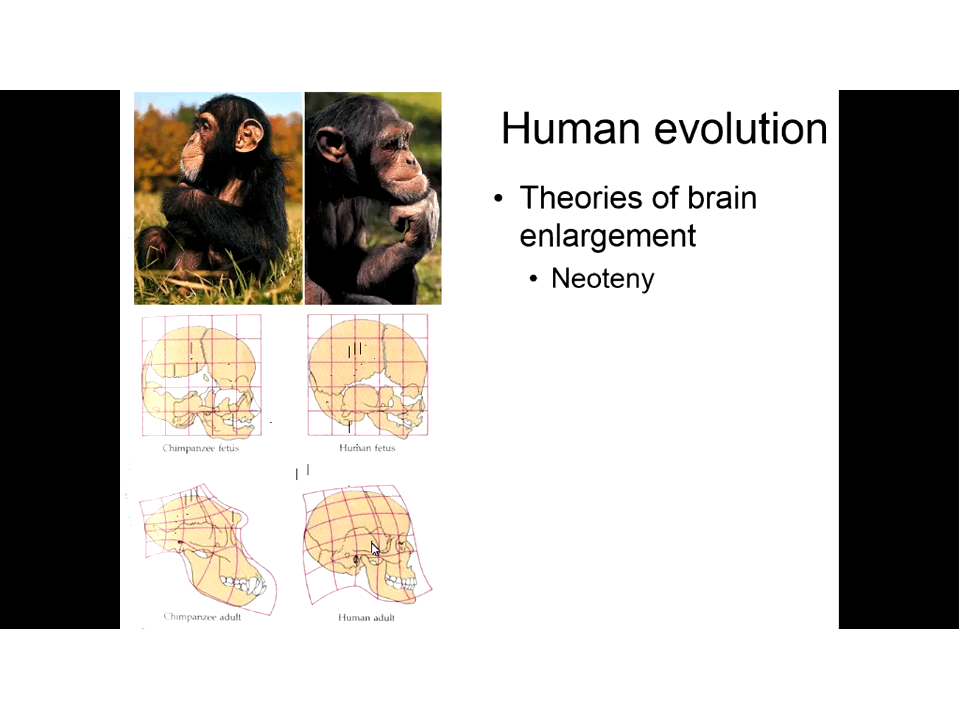 Human evolution
• Theories of brain
enlargement
• Neoteny
Chimpanzee fetus
Human fetus
Chimpanzee adult
Human adult